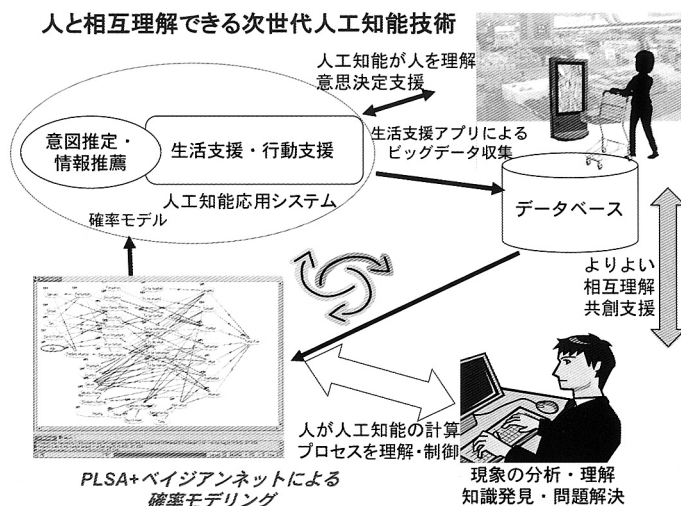 人と相互理解できる次世代人工知能技術
人工知能が人を理解
意思決定支援
意図推定・
情報推薦
生活支援・行動支援
人工知能応用システム
生活支援アプリによる
ビッグデータ収集
データベース
確率モデル
よりよい
相互理解
共創支援
人が人工知能の計算
プロセスを理解・制御
PLSA+ベイジアンネットによる
確率モデリング
現象の分析・理解
知識発見・問題解決